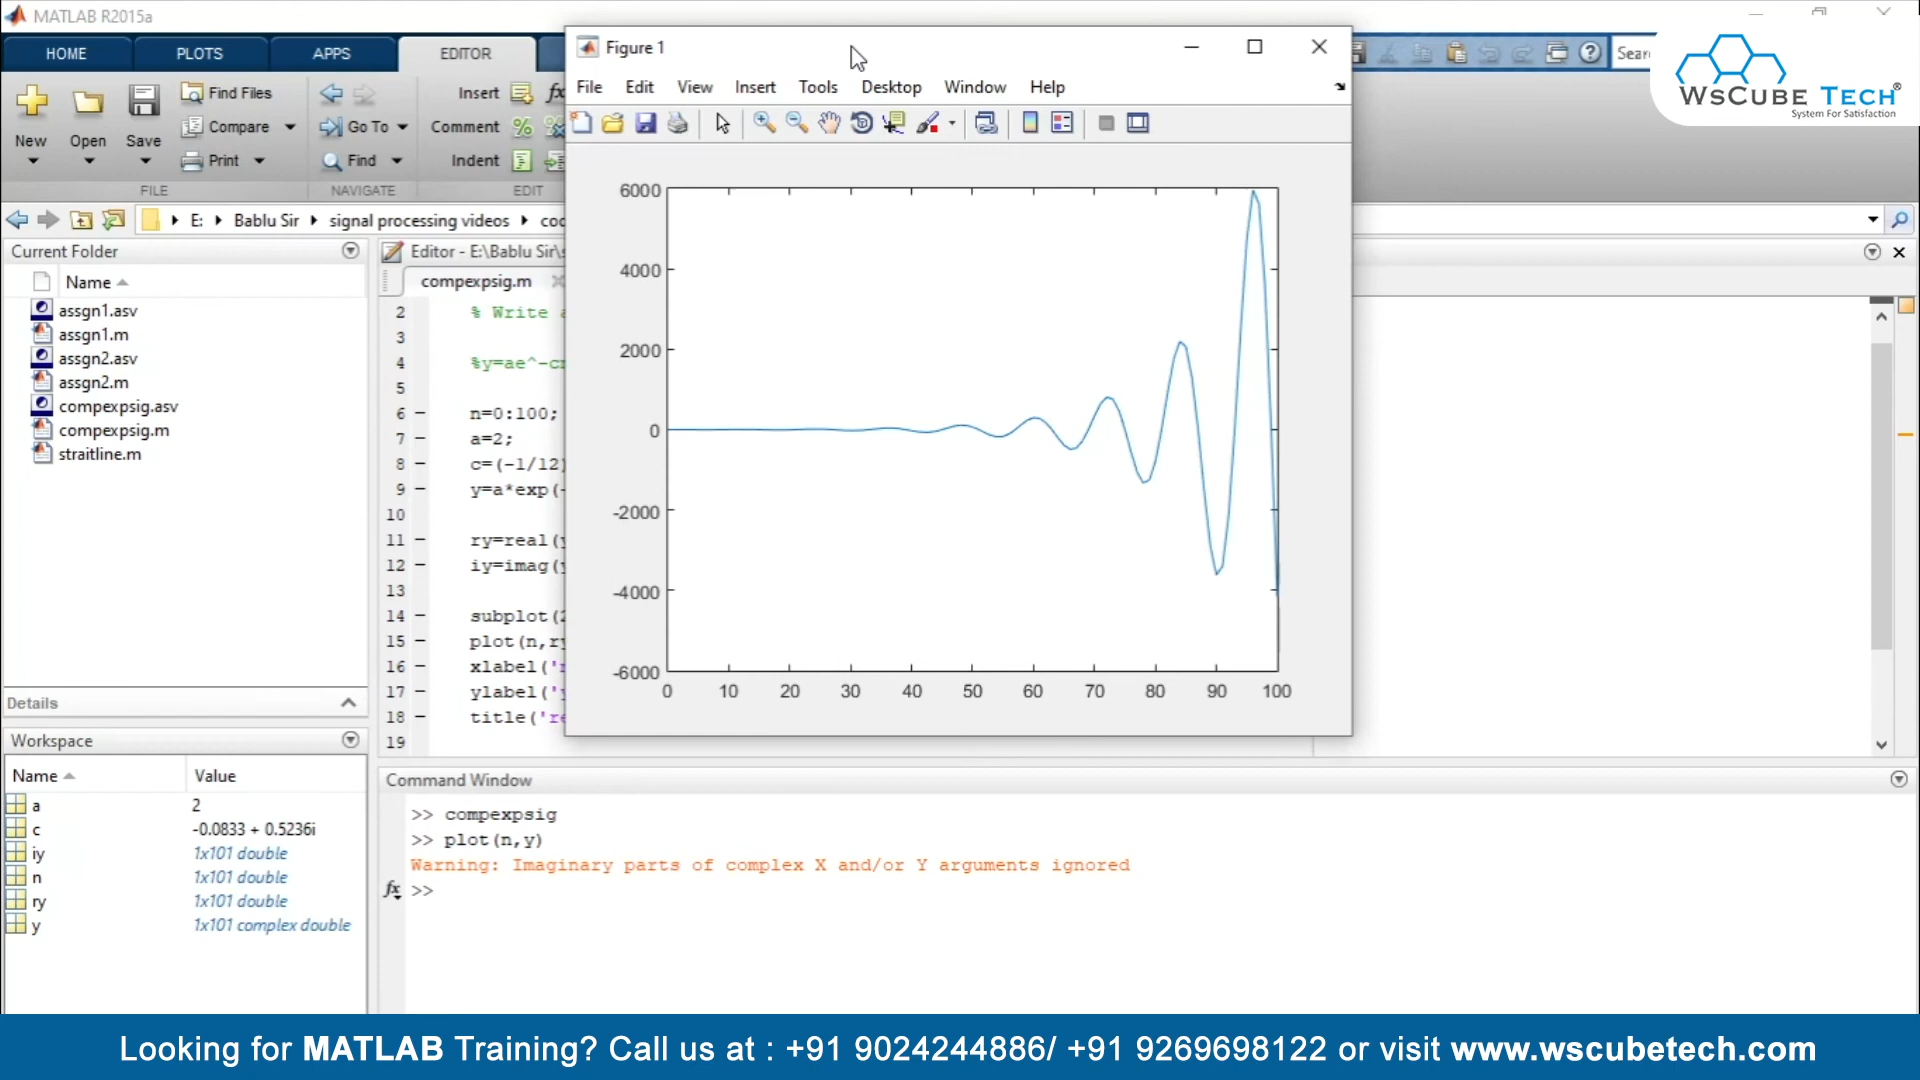 MATLAB R2015a
HOME PLOTS APPS EDITOR
Figure 1
File Edit View Insert Tools Desktop Window Help
WsCube TECH®
System For Satisfaction
New Open Save
Find Files
Compare
Print
Go To
Find
Insert
Comment
Indent
FILE NAVIGATE EDIT
E: Bablu Sir signal processing videos
Current Folder
Name
assgn1.asv
assgn1.m
assgn2.asv
assgn2.m
compexpsig.asv
compexpsig.m
straitline.m
Details
Workspace
Name Value
a 2
c -0.0833 + 0.5236i
iy 1x101 double
n 1x101 double
ry 1x101 double
y 1x101 complex double
Editor - E:\Bablu Sir\
compexpsig.m
2 % Write
3
4 %y=ae^-c
5
6 - n=0:100;
7 - a=2;
8 - c=(-1/12)
9 - y=a*exp(-
10
11 - ry=real(
12 - iy=imag(
13
14 - subplot(2
15 - plot(n,ry
16 - xlabel('
17 - ylabel('
18 - title('re
19
6000
4000
2000
0
-2000
-4000
-6000
0 10 20 30 40 50 60 70 80 90 100
Command Window
>> compexpsig
>> plot(n,y)
Warning: Imaginary parts of complex X and/or Y arguments ignored
fx >>
Looking for MATLAB Training? Call us at : +91 9024244886/ +91 9269698122 or visit www.wscubetech.com